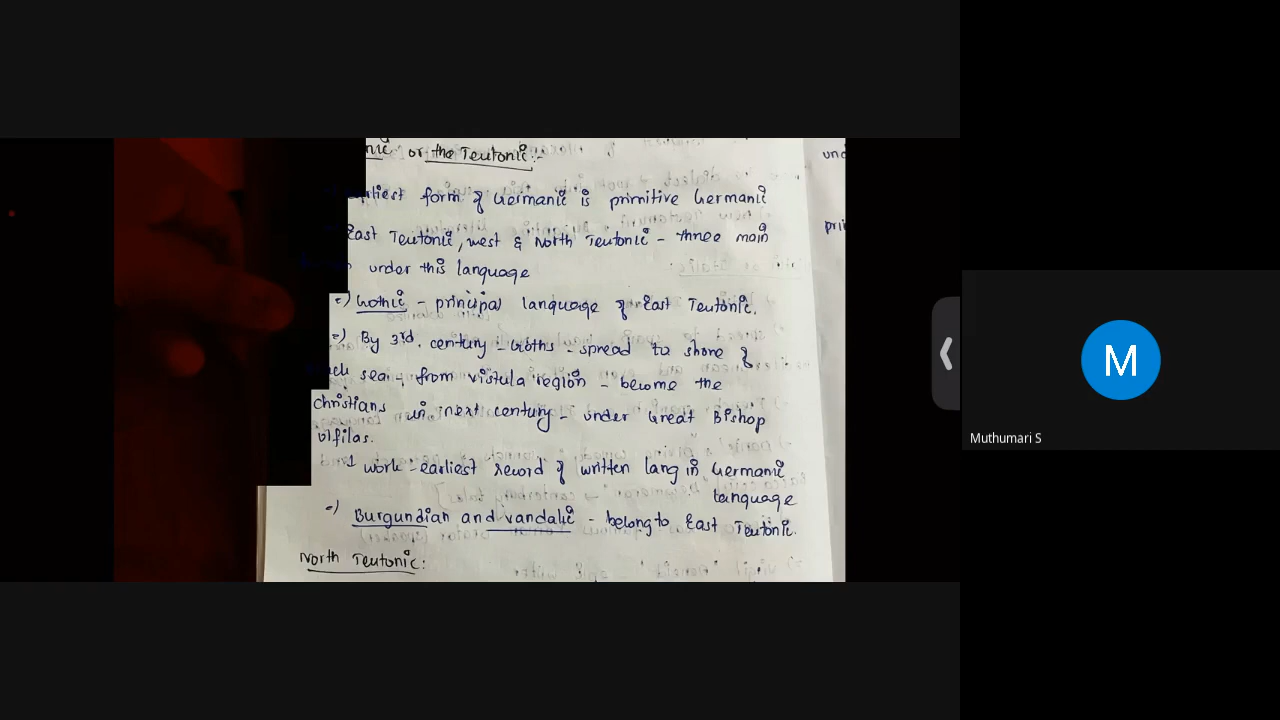 or the Teutonic:-
form of Germanic is primitive Germanic
East Teutonic, west & North Teutonic - three main
under this language
=) Gothic - principal language of East Teutonic.
=) By 3rd. century - Goths - spread to shore of
sea, from vistula region - become the
christians in next century - under Great Bishop
ulfilas.
1 work - earliest record of written lang in Germanic
language
=) Burgundian and vandalic - belong to East Teutonic.
North Teutonic:
und
pri
M
Muthumari S